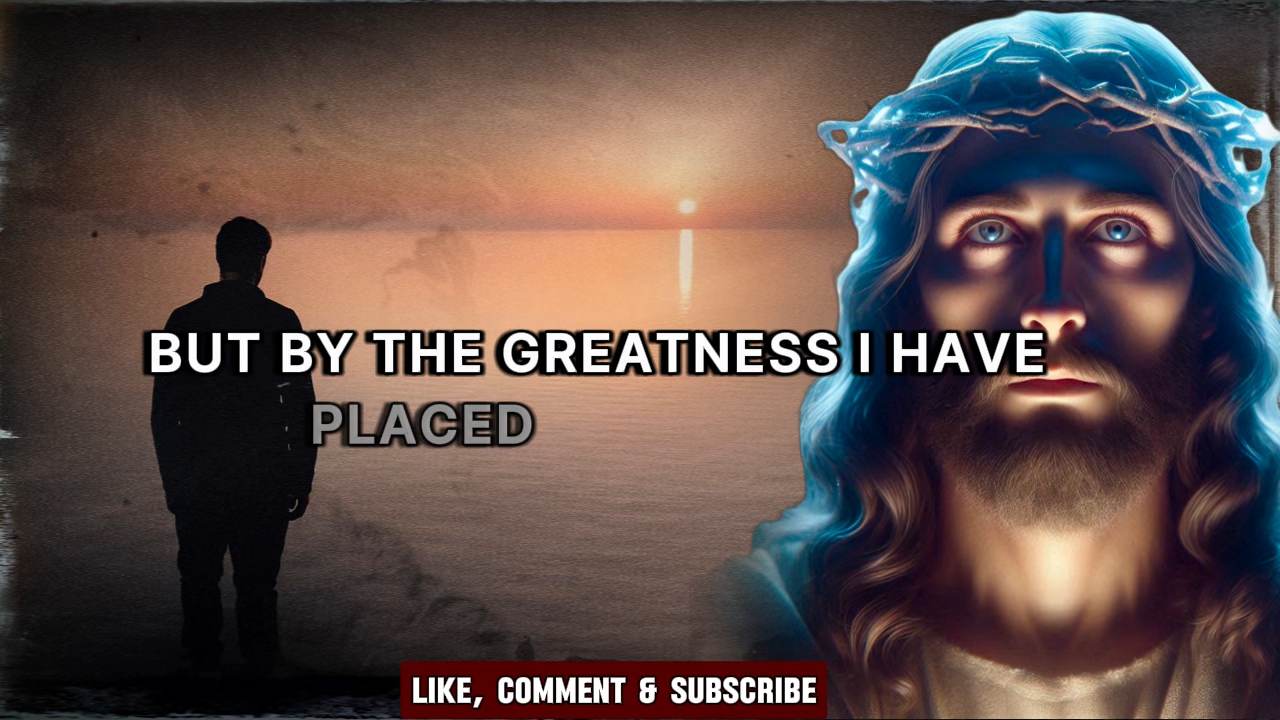 BUT BY THE GREATNESS I HAVE
PLACED
LIKE, COMMENT & SUBSCRIBE